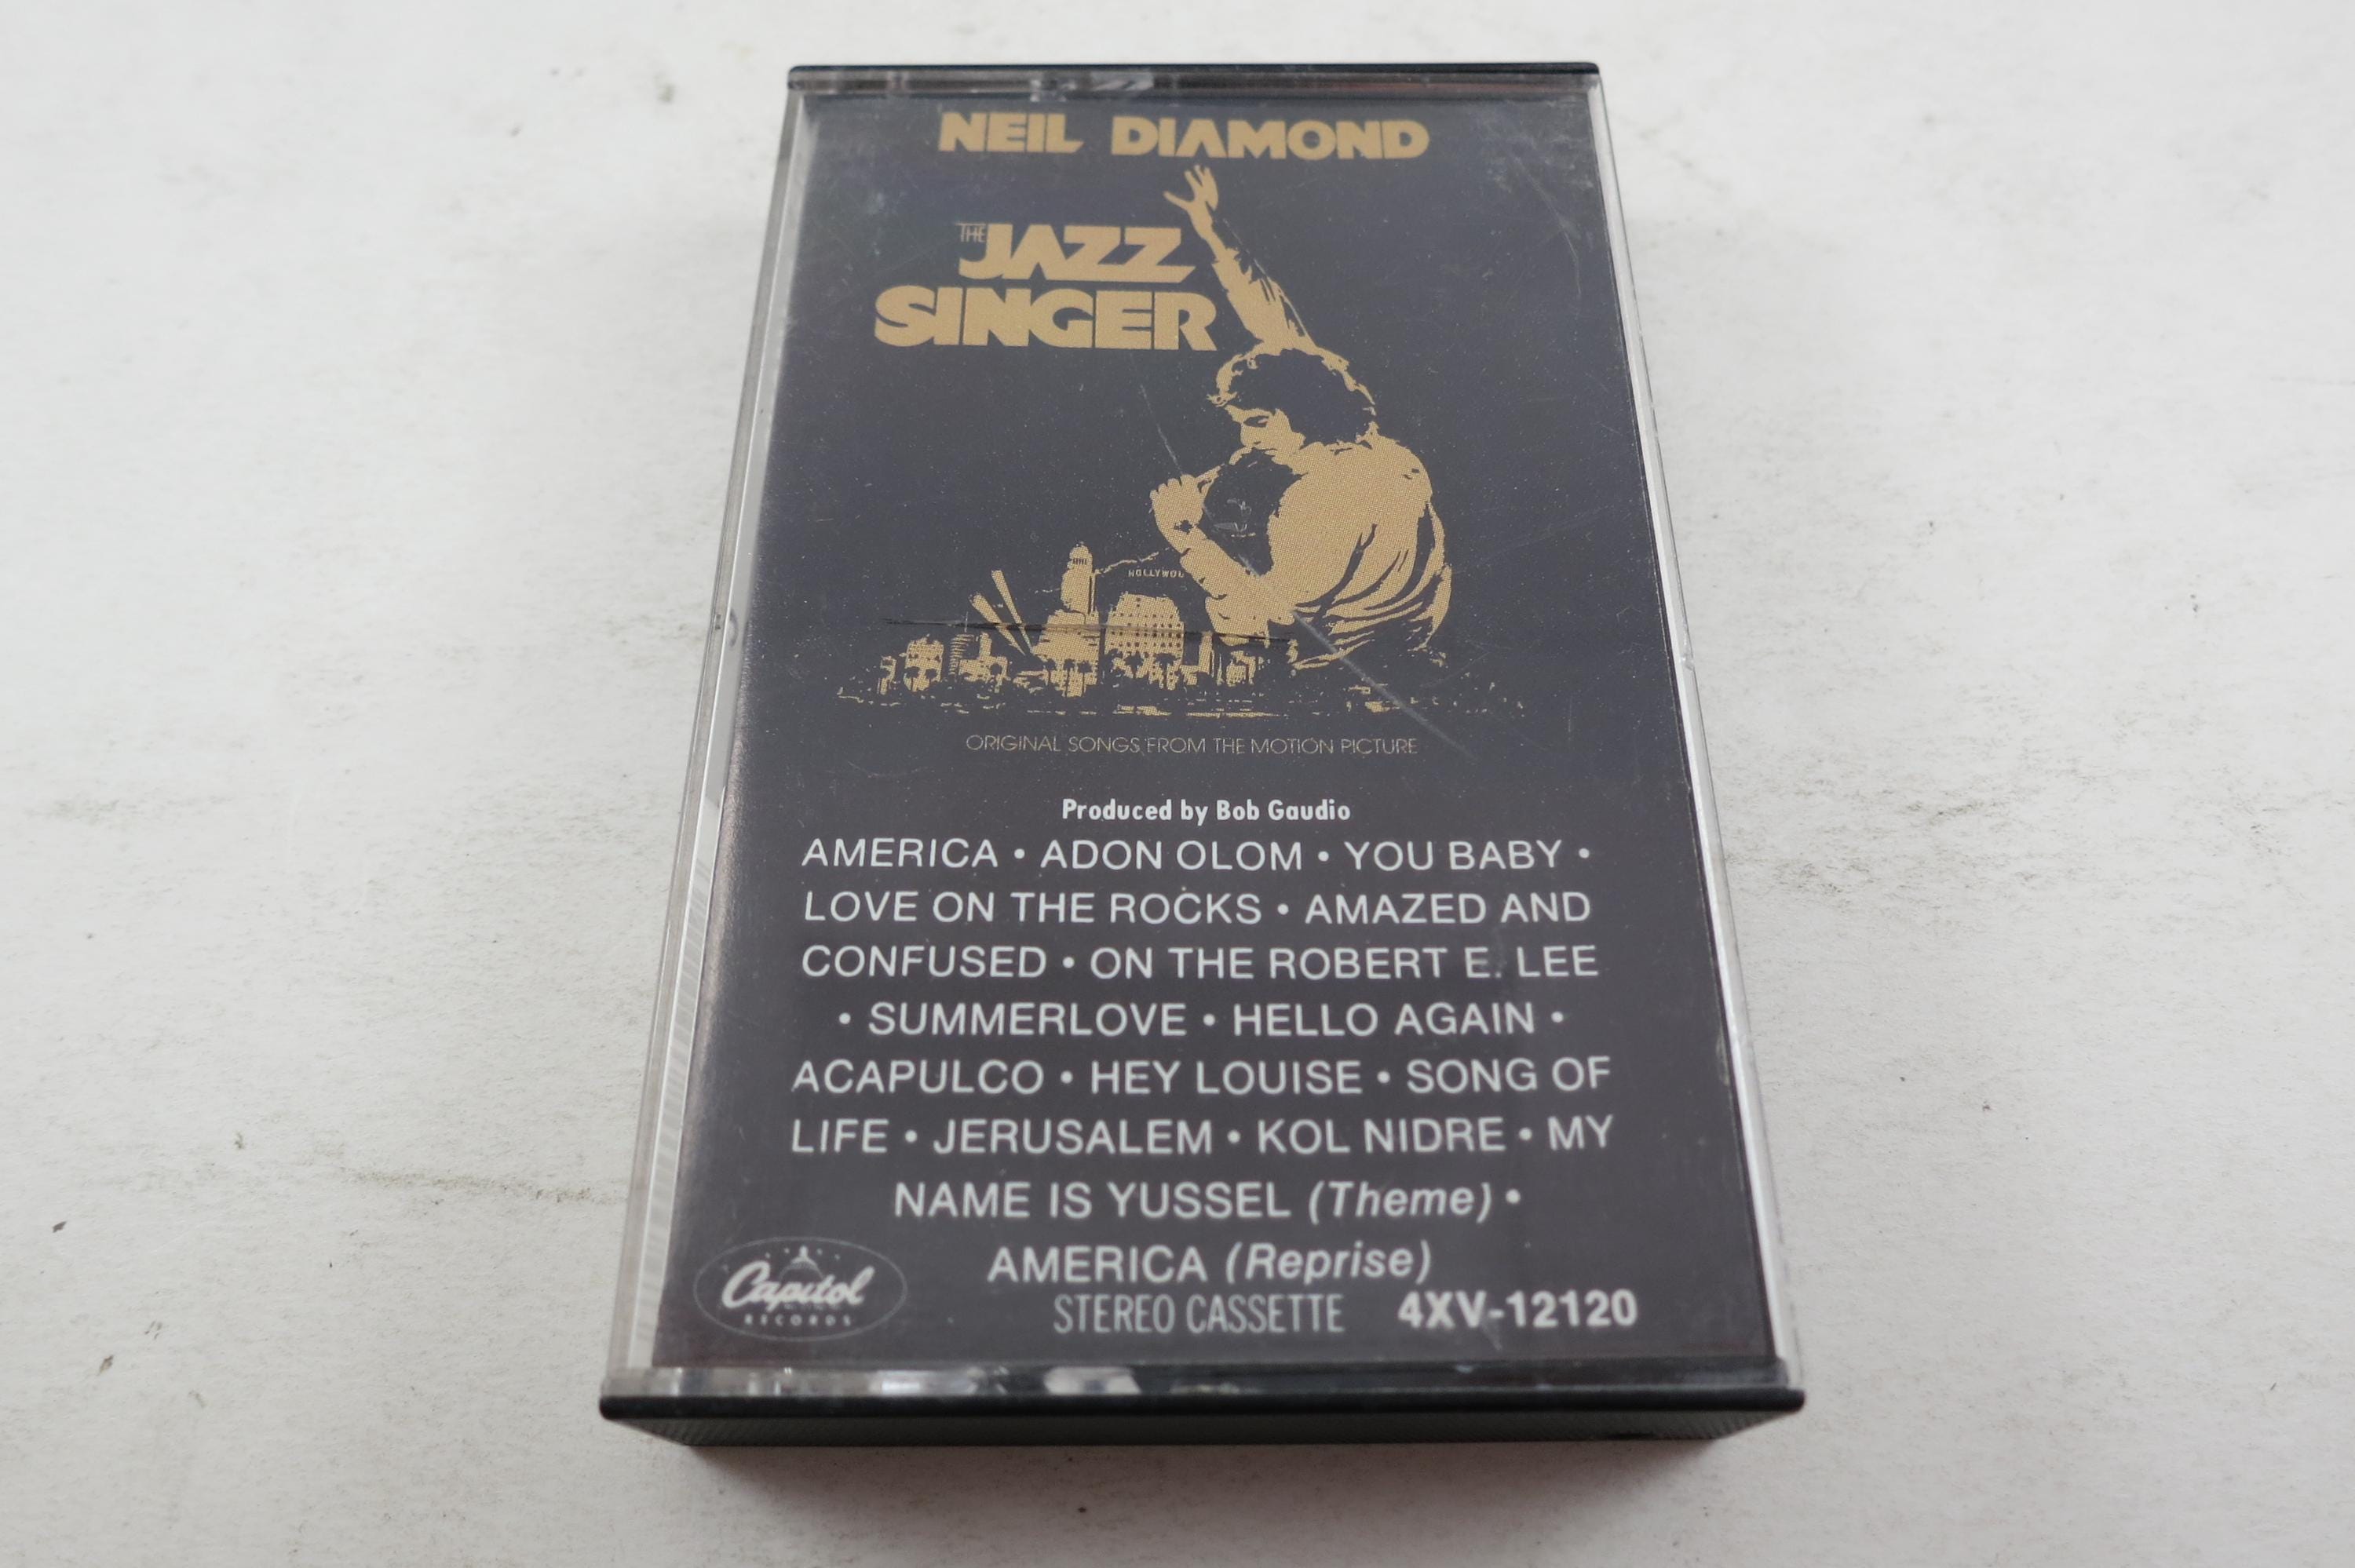 NEIL DIAMOND
THE JAZZ
SINGER
HOLLYWOO
ORIGINAL SONGS FROM THE MOTION PICTURE
Produced by Bob Gaudio
AMERICA • ADON OLOM • YOU BABY •
LOVE ON THE ROCKS • AMAZED AND
CONFUSED • ON THE ROBERT E. LEE
• SUMMERLOVE • HELLO AGAIN •
ACAPULCO • HEY LOUISE • SONG OF
LIFE • JERUSALEM • KOL NIDRE • MY
NAME IS YUSSEL (Theme) •
AMERICA (Reprise)
Capitol
RECORDS
STEREO CASSETTE 4XV-12120